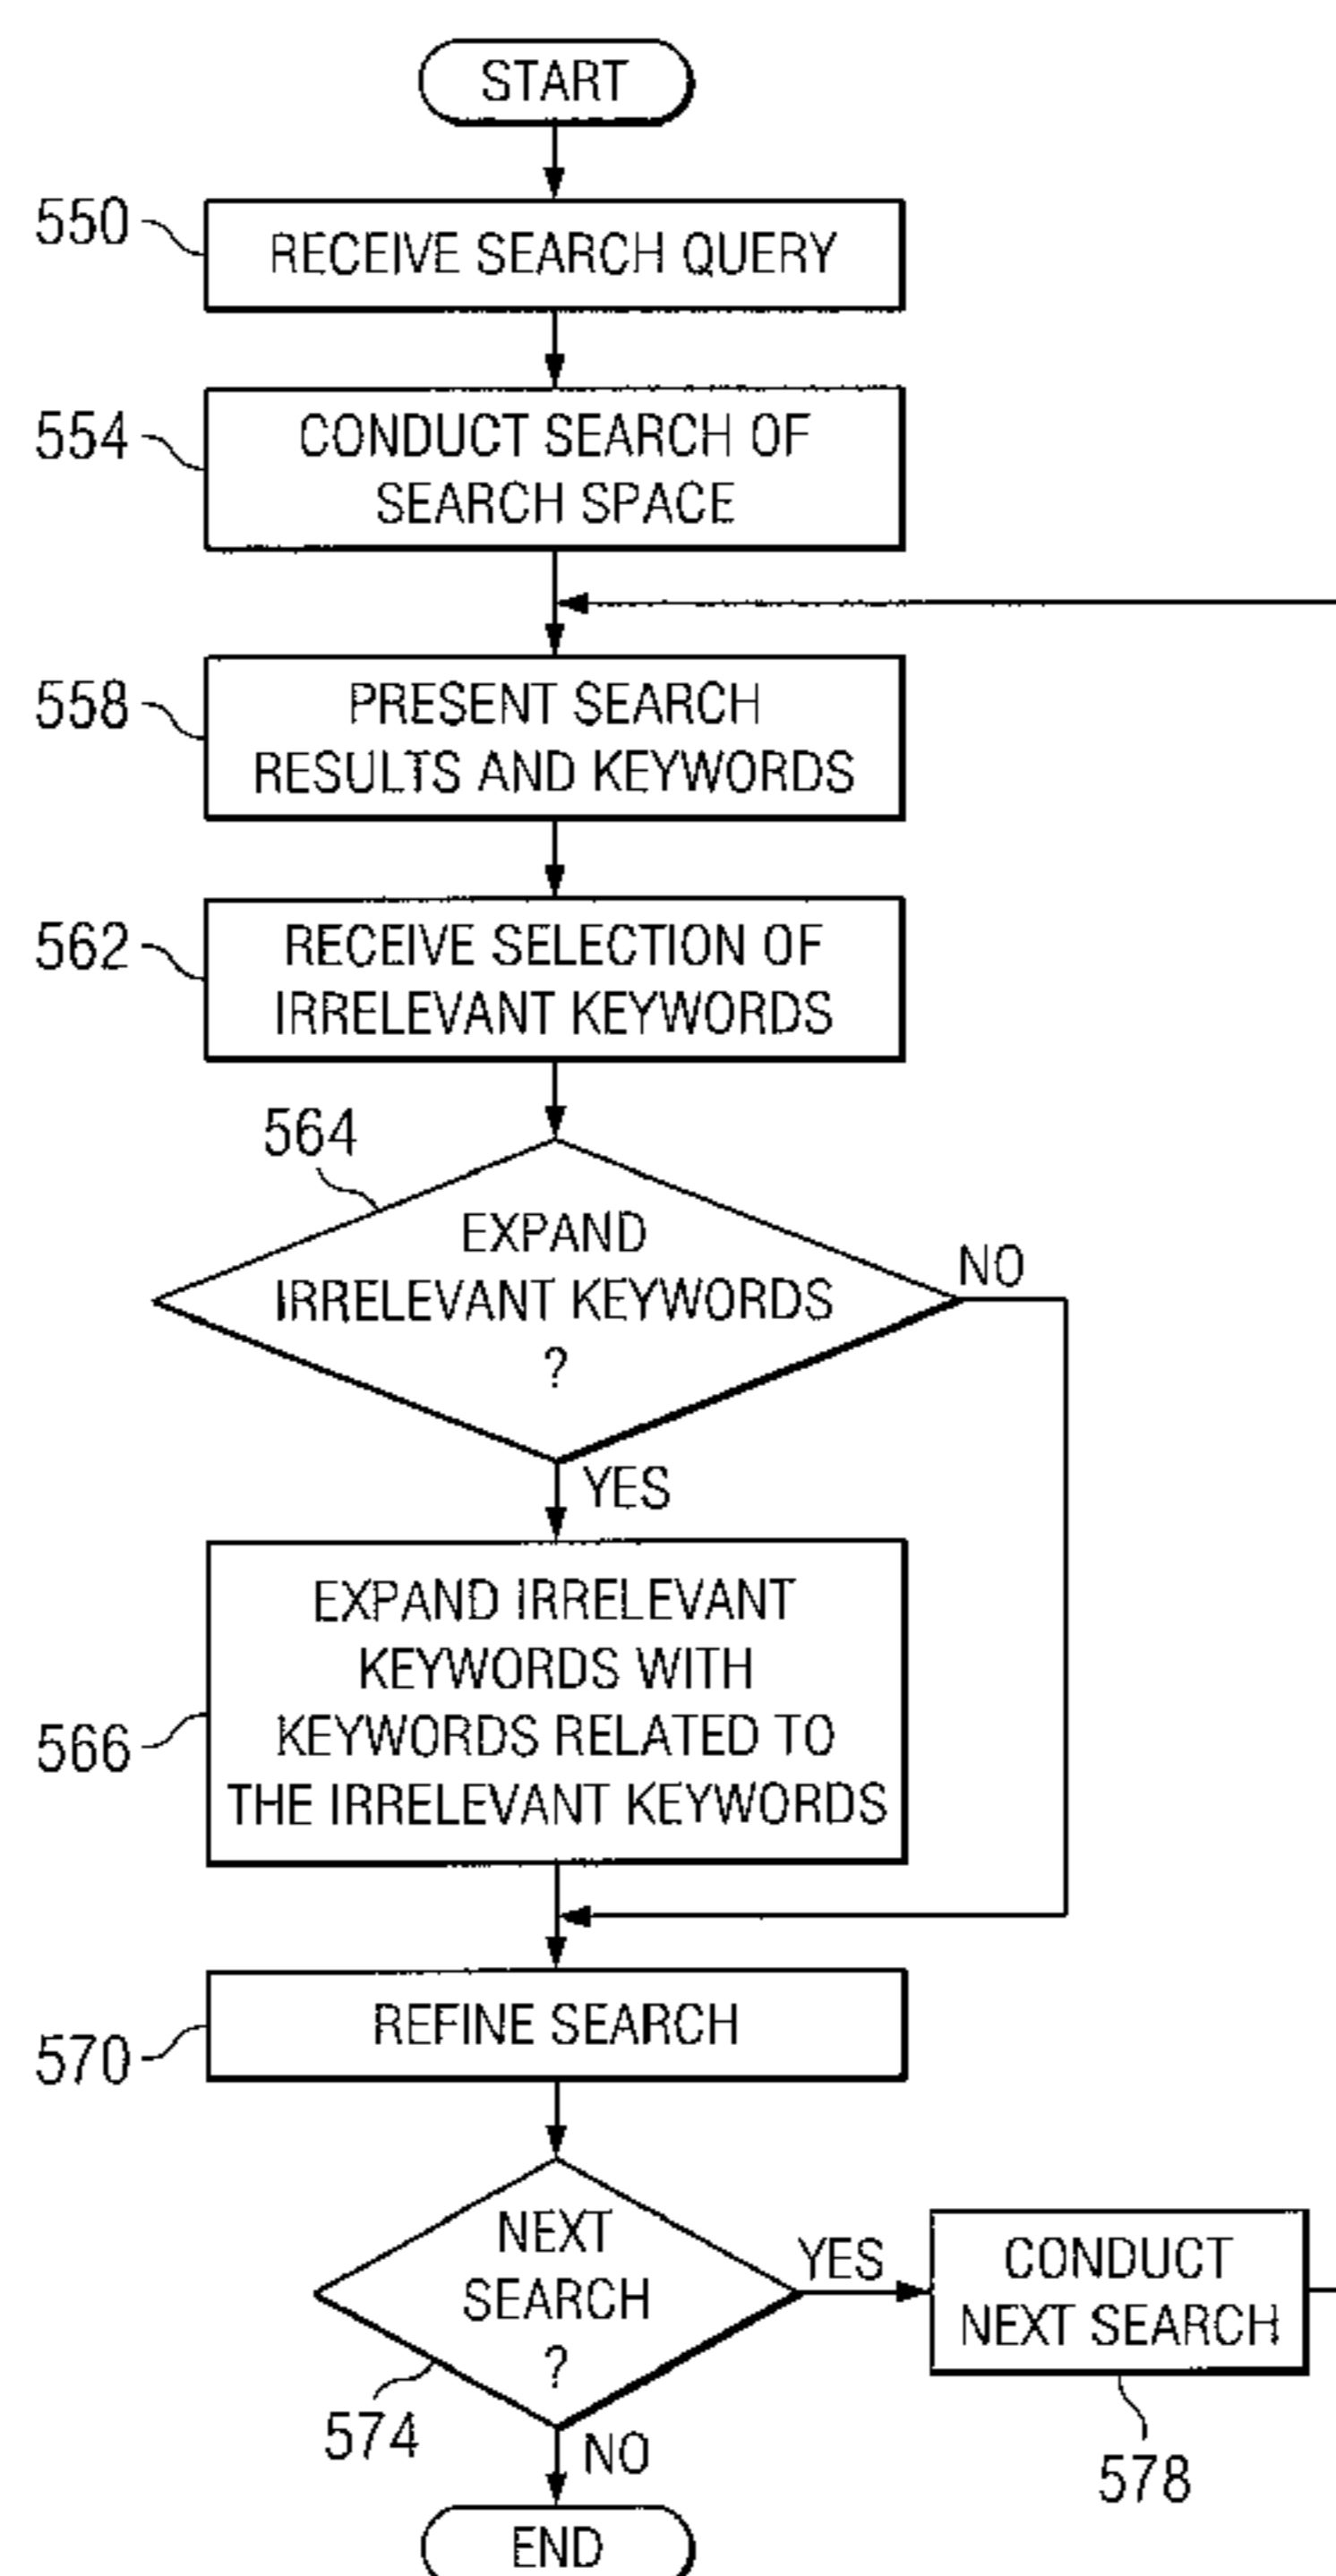 START
550
RECEIVE SEARCH QUERY
554
CONDUCT SEARCH OF
SEARCH SPACE
558
PRESENT SEARCH
RESULTS AND KEYWORDS
562
RECEIVE SELECTION OF
IRRELEVANT KEYWORDS
564
EXPAND
IRRELEVANT KEYWORDS
?
NO
YES
566
EXPAND IRRELEVANT
KEYWORDS WITH
KEYWORDS RELATED TO
THE IRRELEVANT KEYWORDS
570
REFINE SEARCH
NEXT
SEARCH
?
574
YES
CONDUCT
NEXT SEARCH
578
NO
END